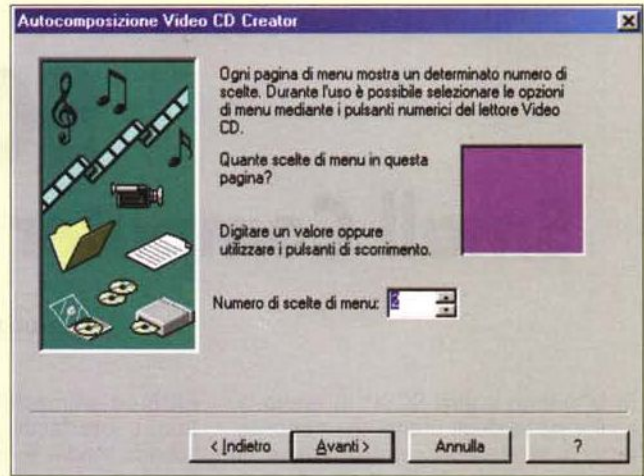 Autocomposizione Video CD Creator
Ogni pagina di menu mostra un determinato numero di
scelte. Durante l'uso è possibile selezionare le opzioni
di menu mediante i pulsanti numerici del lettore Video
CD.
Quante scelte di menu in questa
pagina?
Digitare un valore oppure
utilizzare i pulsanti di scorrimento.
Numero di scelte di menu: 2
< Indietro
Avanti >
Annulla
?